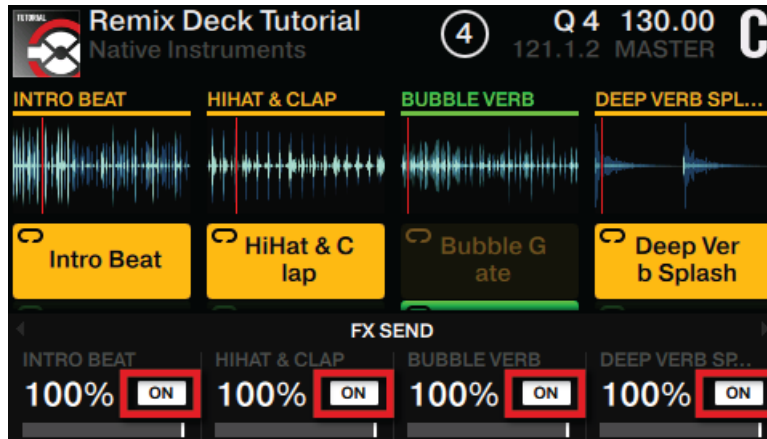 TUTORIAL
Remix Deck Tutorial
Native Instruments
4
Q 4 130.00
121.1.2 MASTER
C
INTRO BEAT HIHAT & CLAP BUBBLE VERB DEEP VERB SPL...
Intro Beat
HiHat & C
lap
Bubble G
ate
Deep Ver
b Splash
FX SEND
INTRO BEAT HIHAT & CLAP BUBBLE VERB DEEP VERB SP...
100% ON 100% ON 100% ON 100% ON